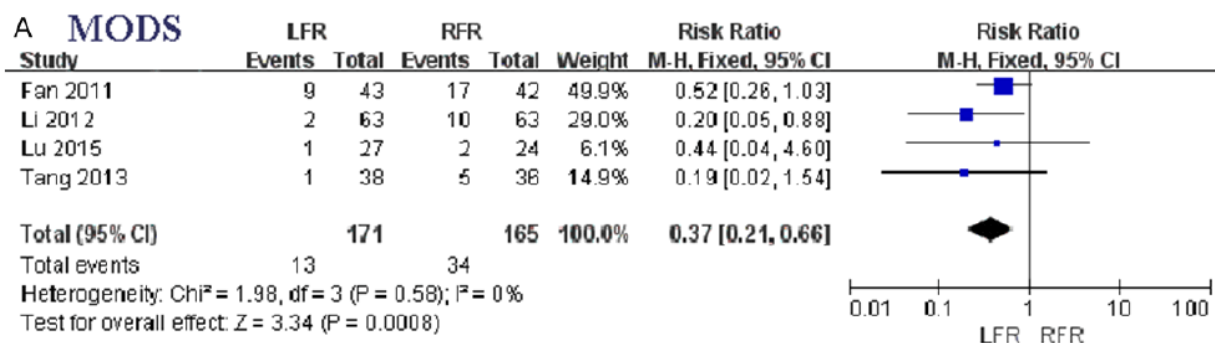 A MODS LFR RFR Risk Ratio Risk Ratio
Study Events Total Events Total Weight M-H, Fixed, 95% CI M-H, Fixed, 95% CI
Fan 2011 9 43 17 42 49.9% 0.52 [0.26, 1.03]
Li 2012 2 63 10 63 29.0% 0.20 [0.05, 0.88]
Lu 2015 1 27 2 24 6.1% 0.44 [0.04, 4.60]
Tang 2013 1 38 5 36 14.9% 0.19 [0.02, 1.54]
Total (95% CI) 171 165 100.0% 0.37 [0.21, 0.66]
Total events 13 34
Heterogeneity: Chi² = 1.98, df = 3 (P = 0.58); I² = 0%
Test for overall effect: Z = 3.34 (P = 0.0008)
0.01 0.1 1 10 100
LFR RFR